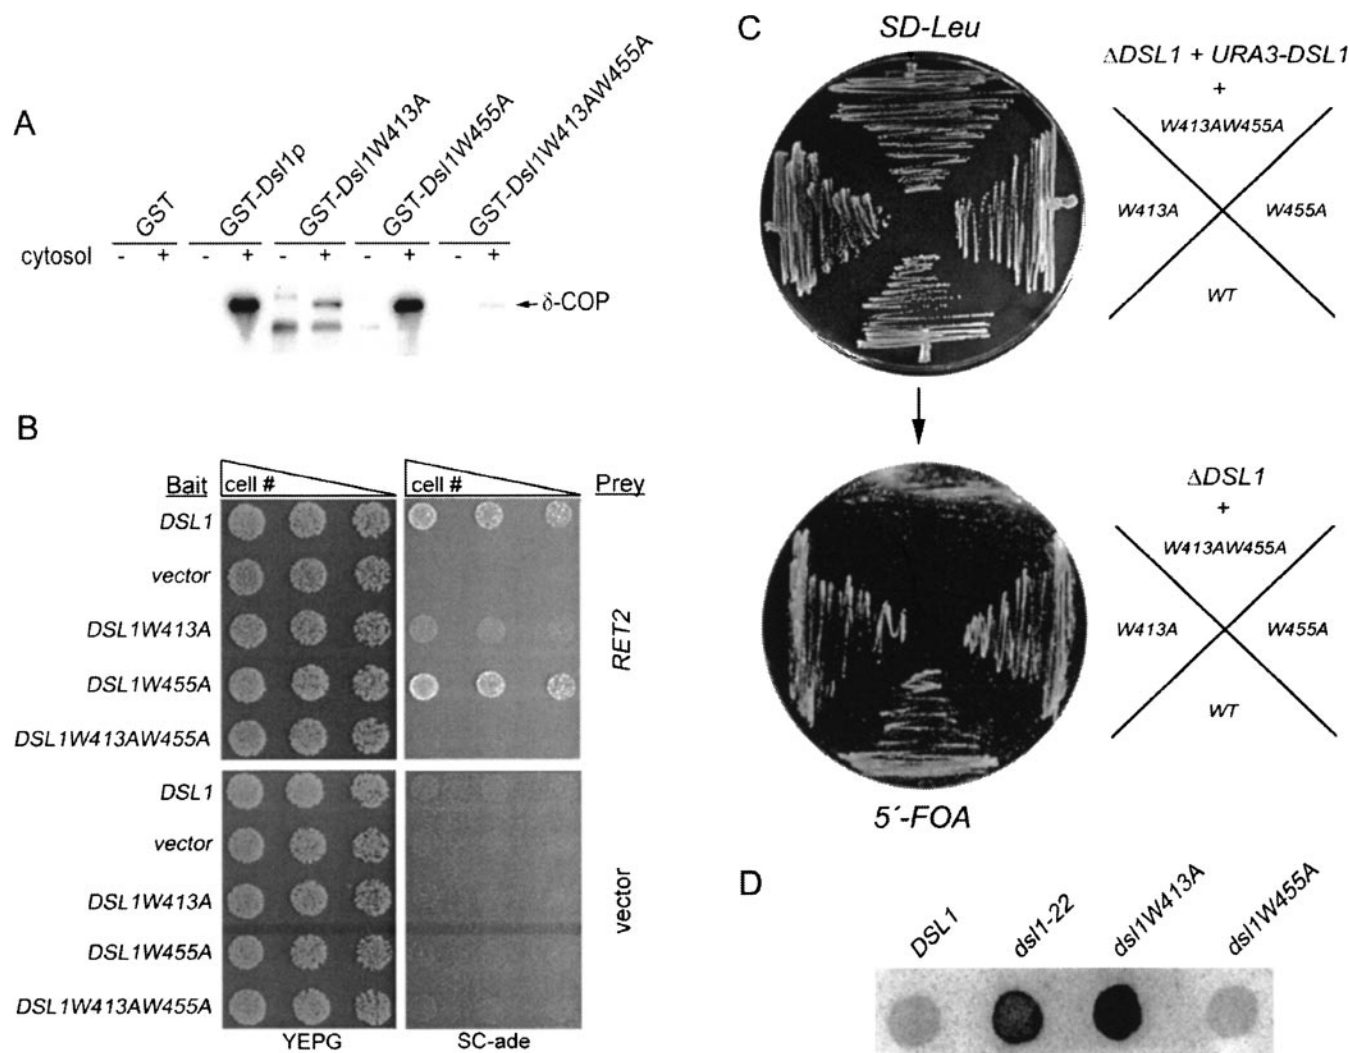 A
GST
GST-Dsl1p
GST-Dsl1W413A
GST-Dsl1W455A
GST-Dsl1W413AW455A
cytosol - + - + - + - + - +
δ-COP
B
Bait
cell #
cell #
Prey
DSL1
vector
DSL1W413A
DSL1W455A
DSL1W413AW455A
RET2
DSL1
vector
DSL1W413A
DSL1W455A
DSL1W413AW455A
vector
YEPG
SC-ade
C
SD-Leu
ΔDSL1 + URA3-DSL1
+
W413AW455A
W413A
W455A
WT
ΔDSL1
+
W413AW455A
W413A
W455A
WT
5´-FOA
D
DSL1
dsl1-22
dsl1W413A
dsl1W455A